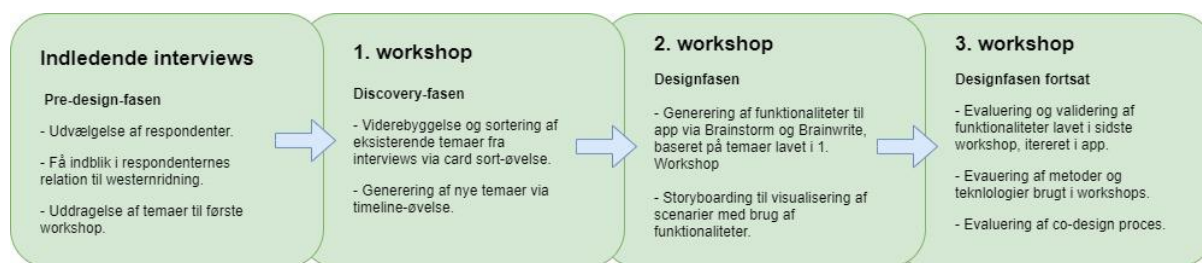 Indledende interviews
Pre-design-fasen
- Udvælgelse af respondenter.
- Få indblik i respondenternes
relation til westernridning.
- Uddragelse af temaer til første
workshop.
1. workshop
Discovery-fasen
- Viderebyggelse og sortering af
eksisterende temaer fra
interviews via card sort-øvelse.
- Generering af nye temaer via
timeline-øvelse.
2. workshop
Designfasen
- Generering af funktionaliteter til
app via Brainstorm og Brainwrite,
baseret på temaer lavet i 1.
Workshop
- Storyboarding til visualisering af
scenarier med brug af
funktionaliteter.
3. workshop
Designfasen fortsat
- Evaluering og validering af
funktionaliteter lavet i sidste
workshop, itereret i app.
- Evauering af metoder og
teknlologier brugt i workshops.
- Evaluering af co-design proces.